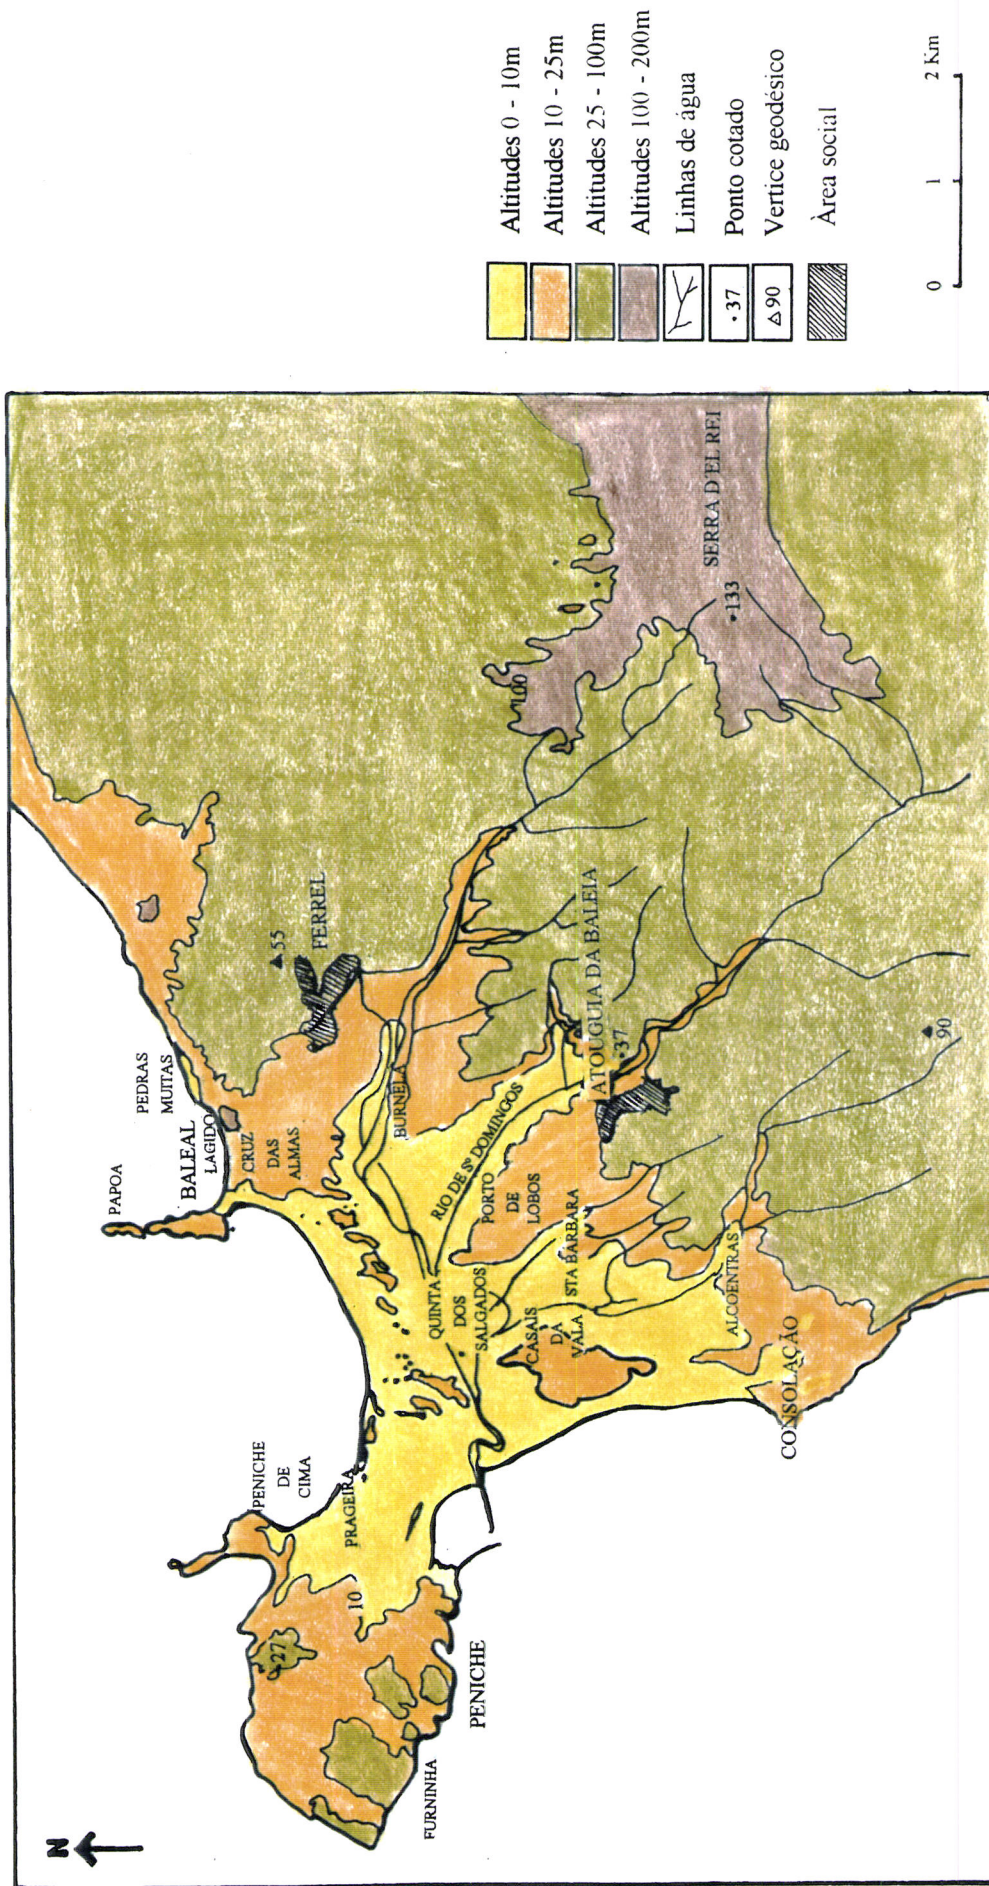 N
PAPOA
PEDRAS
MUITAS
BALEAL
LAGIDO
CRUZ
DAS
ALMAS
55
FERREL
PENICHE
DE
CIMA
PRAGEIRA
10
27
FURNINHA
PENICHE
BURNELA
RIO DE Sº DOMINGOS
QUINTA
DOS
SALGADOS
PORTO
DE
LOBOS
CASAIS
DA
VALA
STA BÁRBARA
ATOUGUIA DA BALEIA
37
100
133
SERRA D'EL REI
ALCOENTRAS
CONSOLAÇÃO
90
Altitudes 0 - 10m
Altitudes 10 - 25m
Altitudes 25 - 100m
Altitudes 100 - 200m
Linhas de água
• 37 Ponto cotado
△90 Vertice geodésico
Àrea social
0 1 2 Km